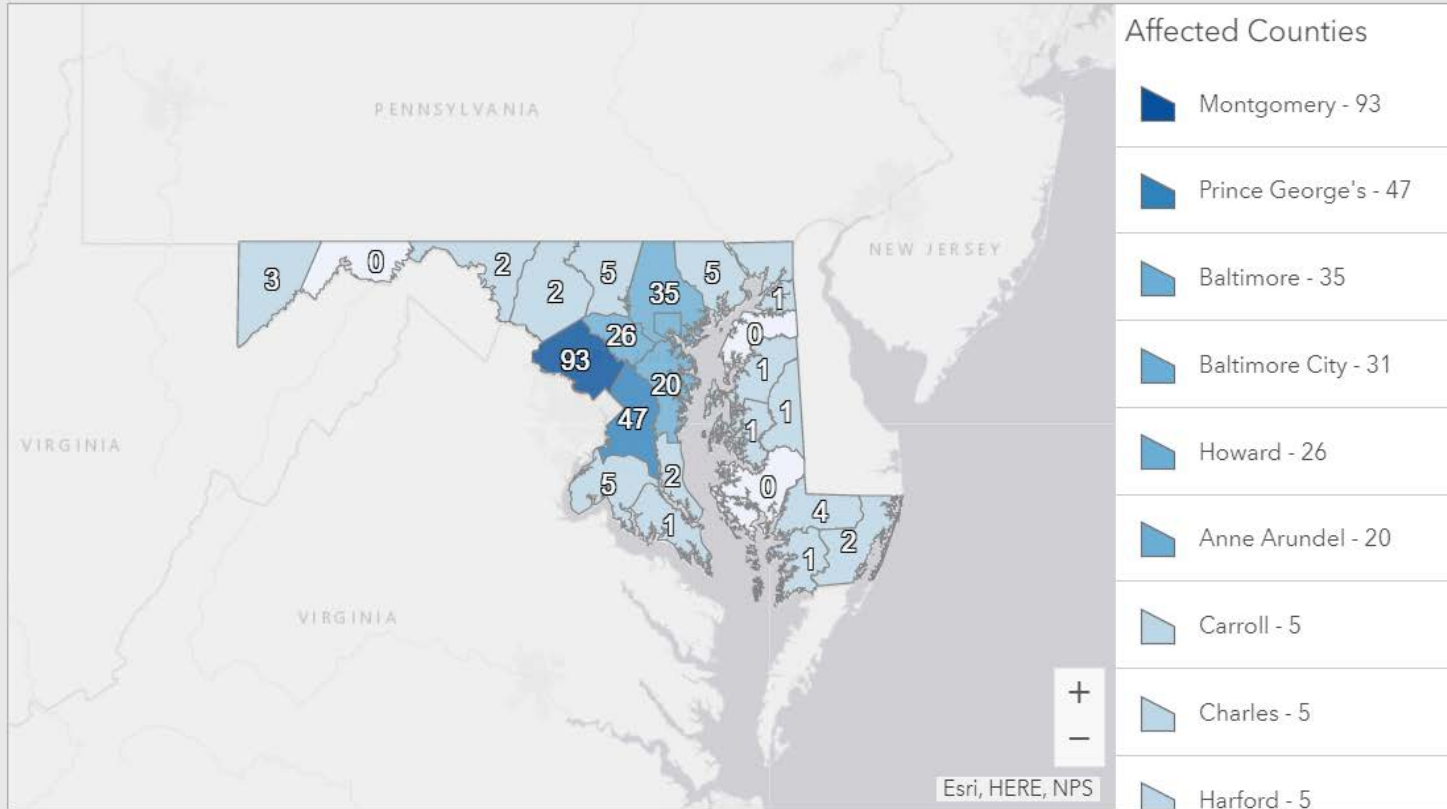 PENNSYLVANIA
NEW JERSEY
3
0
2
2
5
35
5
1
0
26
93
20
1
47
1
1
VIRGINIA
5
2
0
1
4
2
1
VIRGINIA
+
−
Esri, HERE, NPS
Affected Counties
Montgomery - 93
Prince George's - 47
Baltimore - 35
Baltimore City - 31
Howard - 26
Anne Arundel - 20
Carroll - 5
Charles - 5
Harford - 5